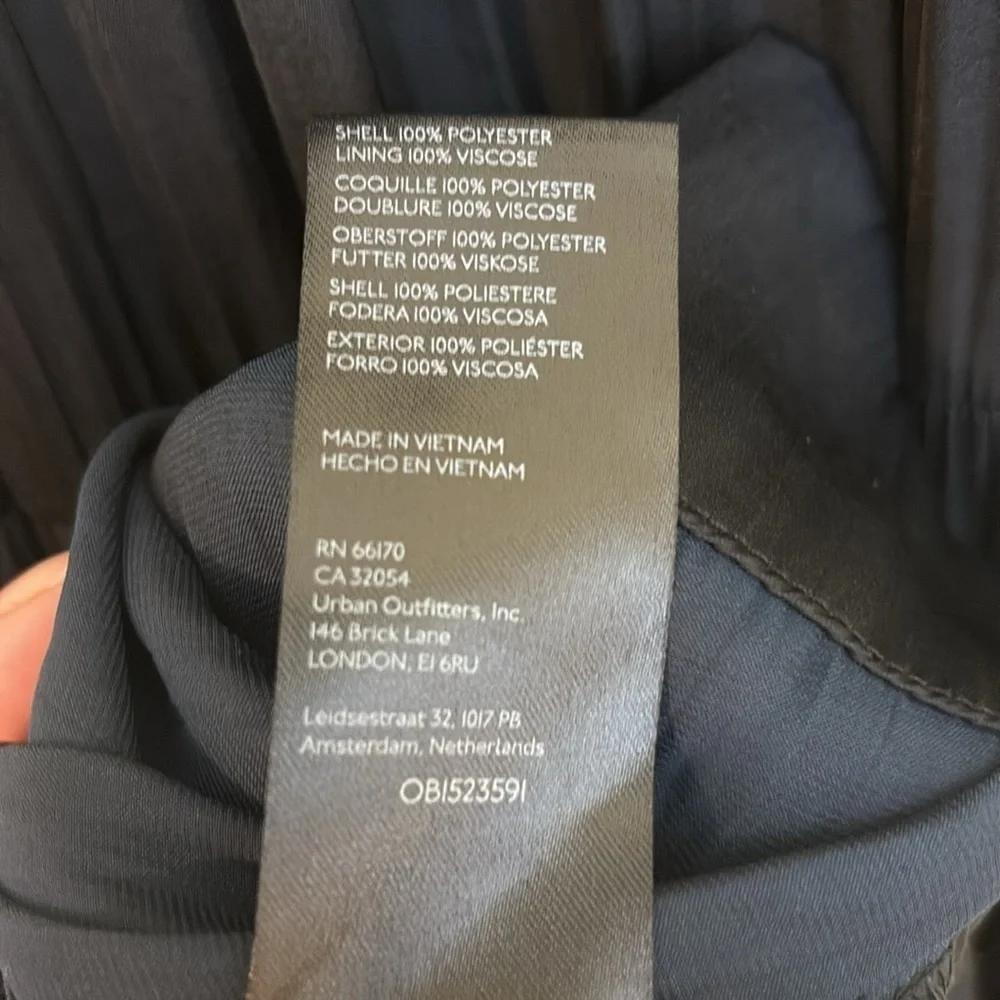 SHELL 100% POLYESTER
LINING 100% VISCOSE
COQUILLE 100% POLYESTER
DOUBLURE 100% VISCOSE
OBERSTOFF 100% POLYESTER
FUTTER 100% VISKOSE
SHELL 100% POLIESTERE
FODERA 100% VISCOSA
EXTERIOR 100% POLIÉSTER
FORRO 100% VISCOSA
MADE IN VIETNAM
HECHO EN VIETNAM
RN 66170
CA 32054
Urban Outfitters, Inc.
146 Brick Lane
LONDON, E1 6RU
Leidsestraat 32, 1017 PB
Amsterdam, Netherlands
OB1523591